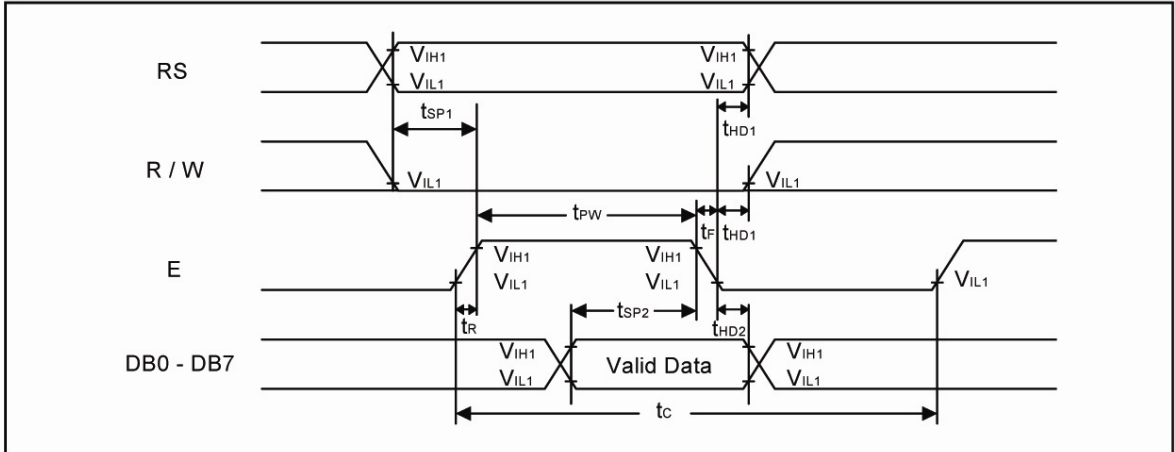 RS
VIH1 VIH1
VIL1 VIL1
tSP1 tHD1
R / W
VIL1 VIL1
tPW tF tHD1
E
VIH1 VIH1
VIL1 VIL1 VIL1
tR tSP2 tHD2
DB0 - DB7
VIH1 Valid Data VIH1
VIL1 VIL1
tC